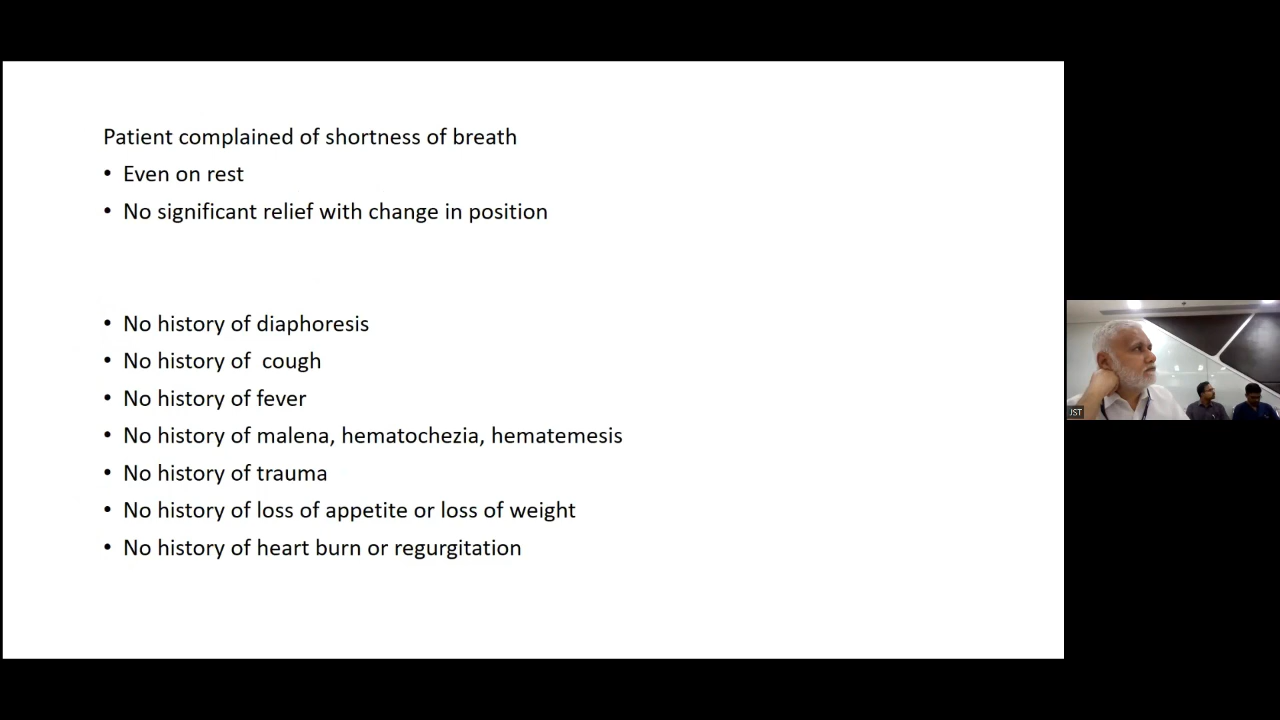 Patient complained of shortness of breath
• Even on rest
• No significant relief with change in position
• No history of diaphoresis
• No history of  cough
• No history of fever
• No history of malena, hematochezia, hematemesis
• No history of trauma
• No history of loss of appetite or loss of weight
• No history of heart burn or regurgitation
JST